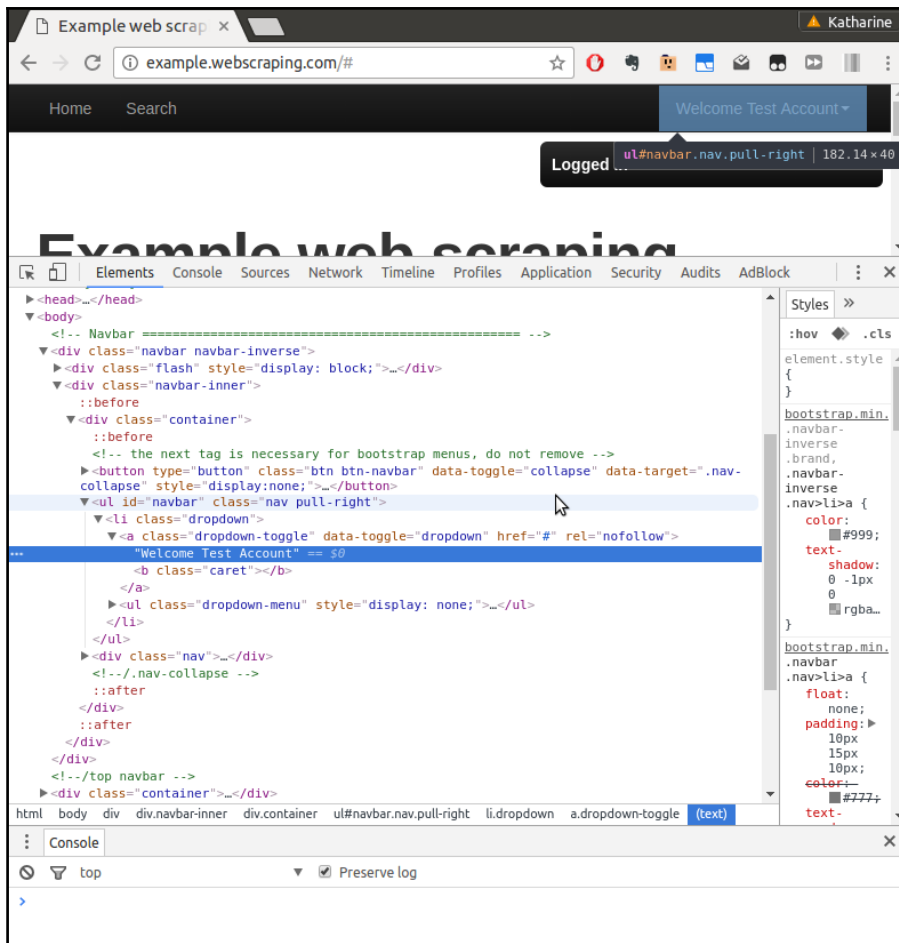 Example web scrap
Katharine
example.webscraping.com/#
Home Search Welcome Test Account
ul#navbar.nav.pull-right | 182.14×40
Logged in
Example web scraping
Elements Console Sources Network Timeline Profiles Application Security Audits AdBlock
▶<head>…</head>
▼<body>
<!-- Navbar ================================================== -->
▼<div class="navbar navbar-inverse">
▶<div class="flash" style="display: block;">…</div>
▼<div class="navbar-inner">
::before
▼<div class="container">
::before
<!-- the next tag is necessary for bootstrap menus, do not remove -->
▶<button type="button" class="btn btn-navbar" data-toggle="collapse" data-target=".nav-
collapse" style="display:none;">…</button>
▼<ul id="navbar" class="nav pull-right">
▼<li class="dropdown">
▼<a class="dropdown-toggle" data-toggle="dropdown" href="#" rel="nofollow">
"Welcome Test Account" == $0
<b class="caret"></b>
</a>
▶<ul class="dropdown-menu" style="display: none;">…</ul>
</li>
</ul>
▶<div class="nav">…</div>
<!--/.nav-collapse -->
::after
</div>
::after
</div>
</div>
<!--/top navbar -->
▶<div class="container">…</div>
html body div div.navbar-inner div.container ul#navbar.nav.pull-right li.dropdown a.dropdown-toggle (text)
Styles »
:hov .cls
element.style
{
}
bootstrap.min.
.navbar-
inverse
.brand,
.navbar-
inverse
.nav>li>a {
color:
#999;
text-
shadow:
0 -1px
0
rgba…
}
bootstrap.min.
.navbar
.nav>li>a {
float:
none;
padding:▶
10px
15px
10px;
color:
#777;
text-
Console
top ▼ Preserve log
>